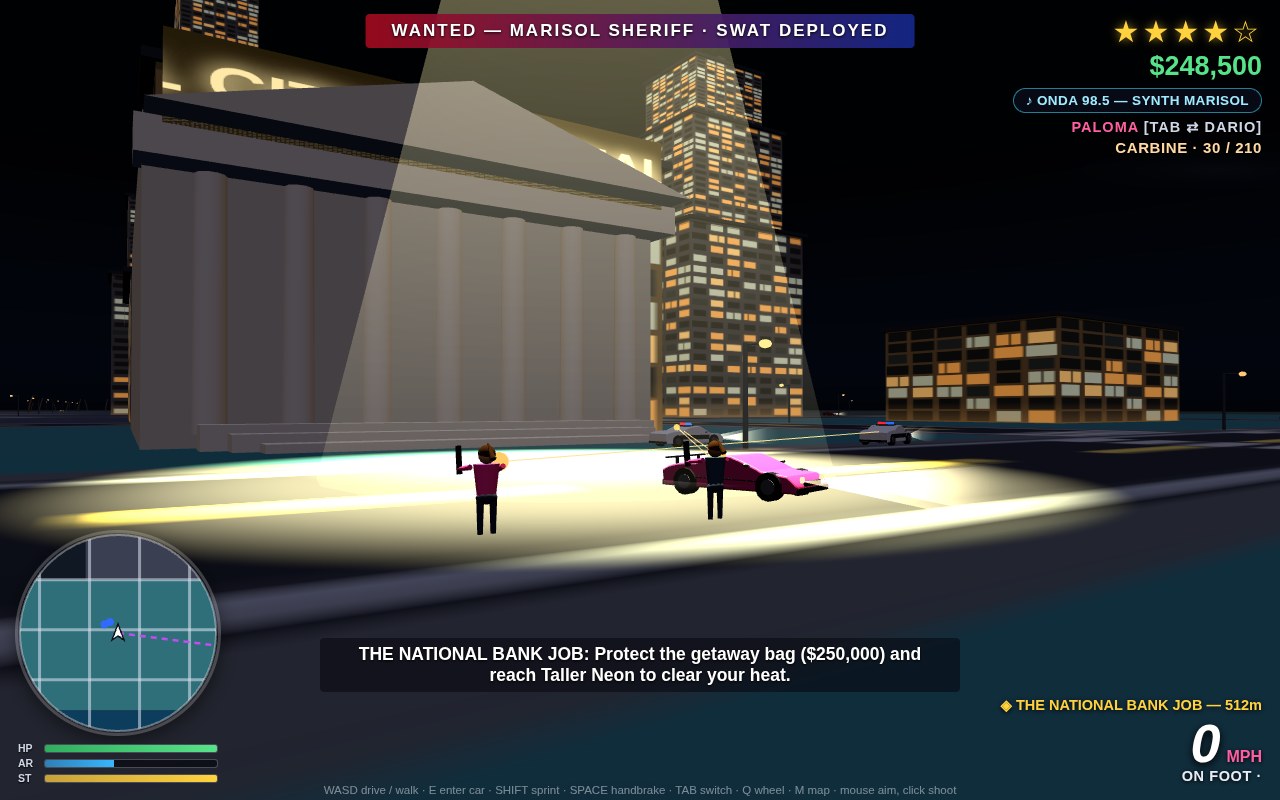 WANTED — MARISOL SHERIFF · SWAT DEPLOYED
★★★★☆
$248,500
♪ ONDA 98.5 — SYNTH MARISOL
PALOMA [TAB ⇄ DARIO]
CARBINE · 30 / 210
THE NATIONAL BANK JOB: Protect the getaway bag ($250,000) and
reach Taller Neon to clear your heat.
◈ THE NATIONAL BANK JOB — 512m
0 MPH
ON FOOT ·
HP
AR
ST
WASD drive / walk · E enter car · SHIFT sprint · SPACE handbrake · TAB switch · Q wheel · M map · mouse aim, click shoot